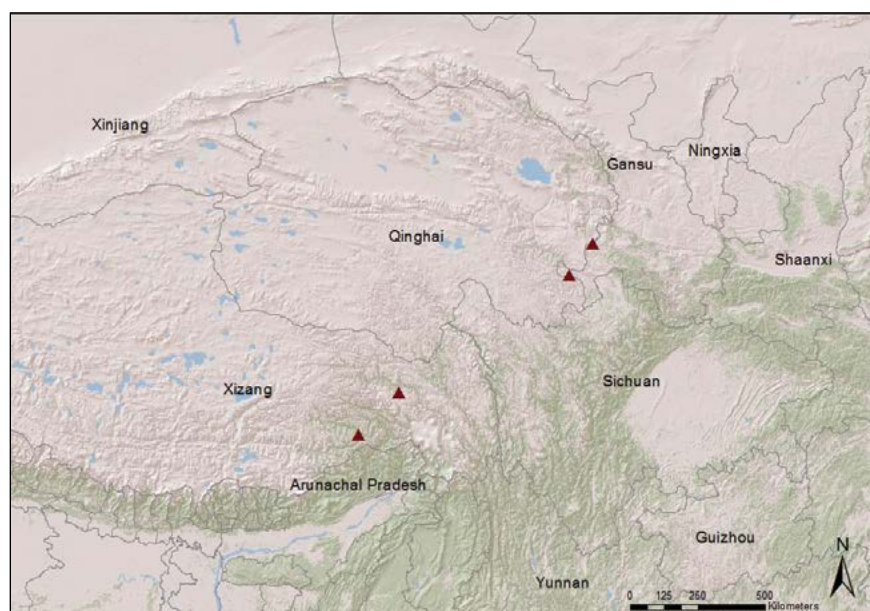 Xinjiang
Ningxia
Gansu
Qinghai
Shaanxi
Xizang
Sichuan
Arunachal Pradesh
Guizhou
N
Yunnan
0 125 250 500
Kilometers